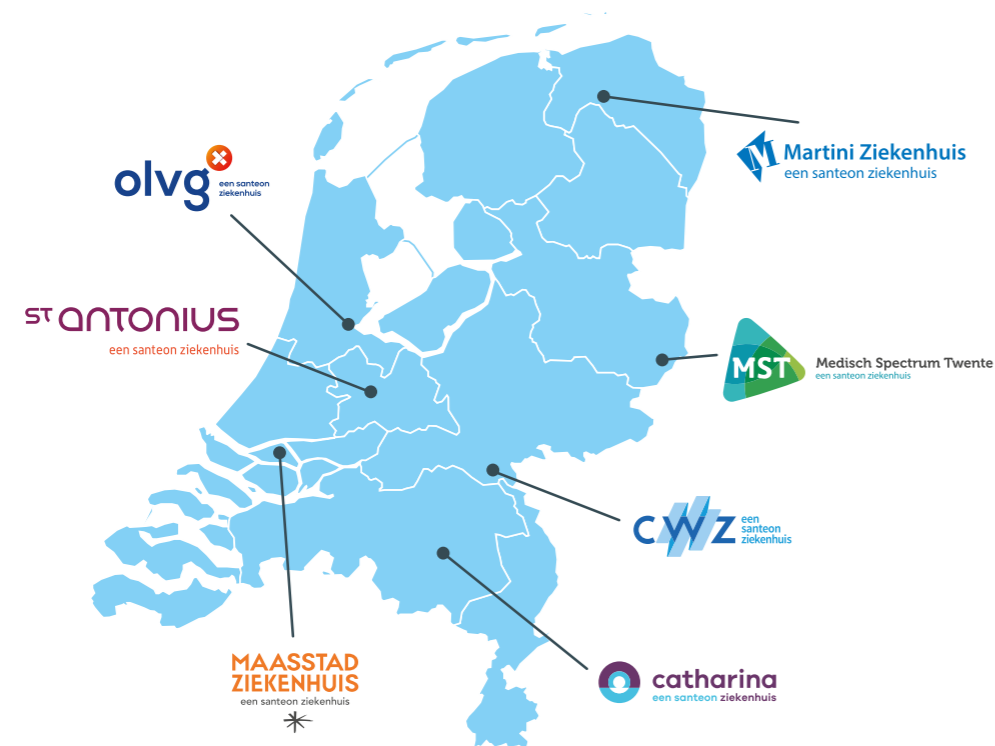 Martini Ziekenhuis
een santeon ziekenhuis
olvg
een santeon
ziekenhuis
ST antonius
een santeon ziekenhuis
MST
Medisch Spectrum Twente
een santeon ziekenhuis
CWZ
een
santeon
ziekenhuis
MAASSTAD
ZIEKENHUIS
een santeon ziekenhuis
catharina
een santeon ziekenhuis